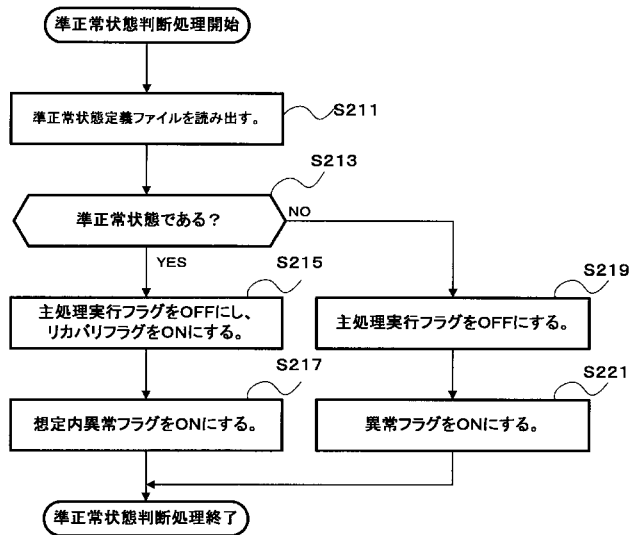 準正常状態判断処理開始
準正常状態定義ファイルを読み出す。
S211
S213
準正常状態である？
NO
YES
S215
主処理実行フラグをOFFにし、
リカバリフラグをONにする。
S219
主処理実行フラグをOFFにする。
S217
想定内異常フラグをONにする。
S221
異常フラグをONにする。
準正常状態判断処理終了